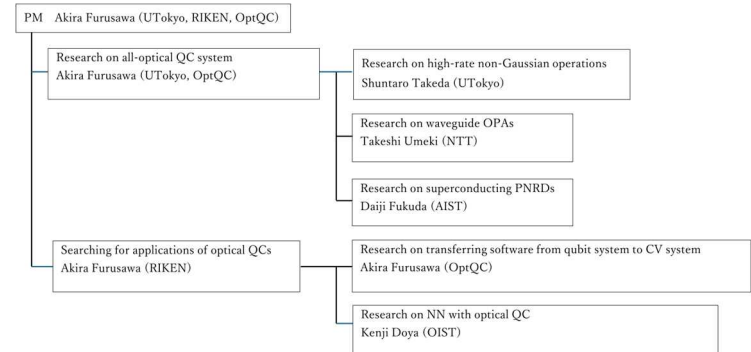 PM Akira Furusawa (UTokyo, RIKEN, OptQC)
Research on all-optical QC system
Akira Furusawa (UTokyo, OptQC)
Research on high-rate non-Gaussian operations
Shuntaro Takeda (UTokyo)
Research on waveguide OPAs
Takeshi Umeki (NTT)
Research on superconducting PNRDs
Daiji Fukuda (AIST)
Searching for applications of optical QCs
Akira Furusawa (RIKEN)
Research on transferring software from qubit system to CV system
Akira Furusawa (OptQC)
Research on NN with optical QC
Kenji Doya (OIST)